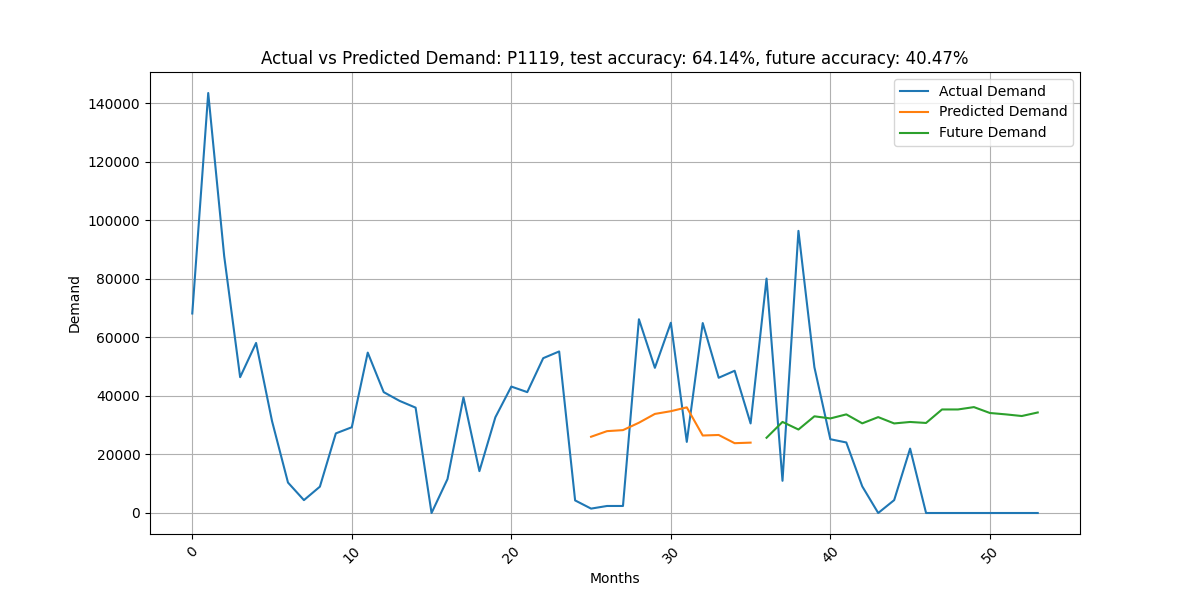 Actual vs Predicted Demand: P1119, test accuracy: 64.14%, future accuracy: 40.47%
Actual Demand
Predicted Demand
Future Demand
140000
120000
100000
80000
60000
40000
20000
0
Demand
0
10
20
30
40
50
Months